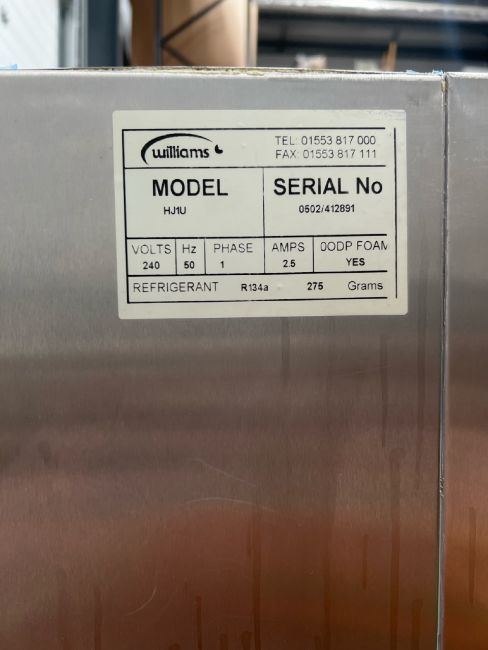 williams
TEL: 01553 817 000
FAX: 01553 817 111
MODEL
HJ1U
SERIAL No
0502/412891
VOLTS Hz PHASE AMPS 0ODP FOAM
240 50 1 2.5 YES
REFRIGERANT R134a 275 Grams